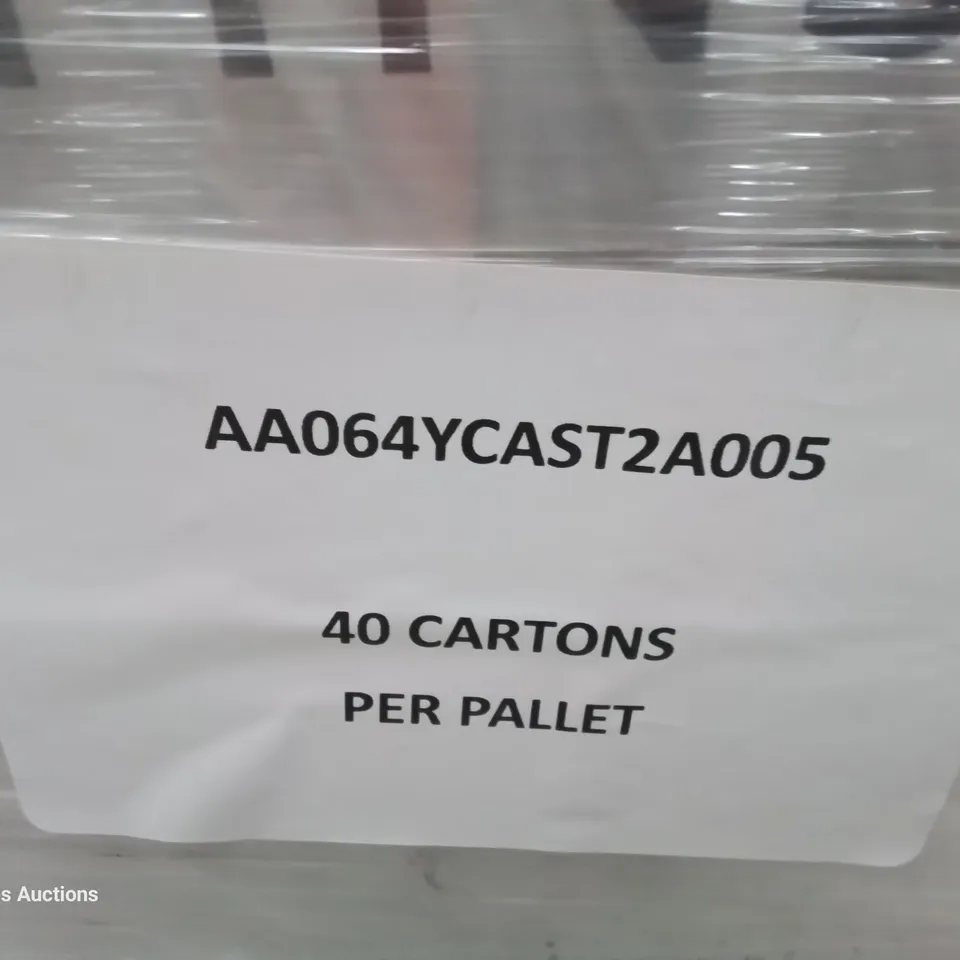 AA064YCAST2A005
40 CARTONS
PER PALLET
s Auctions